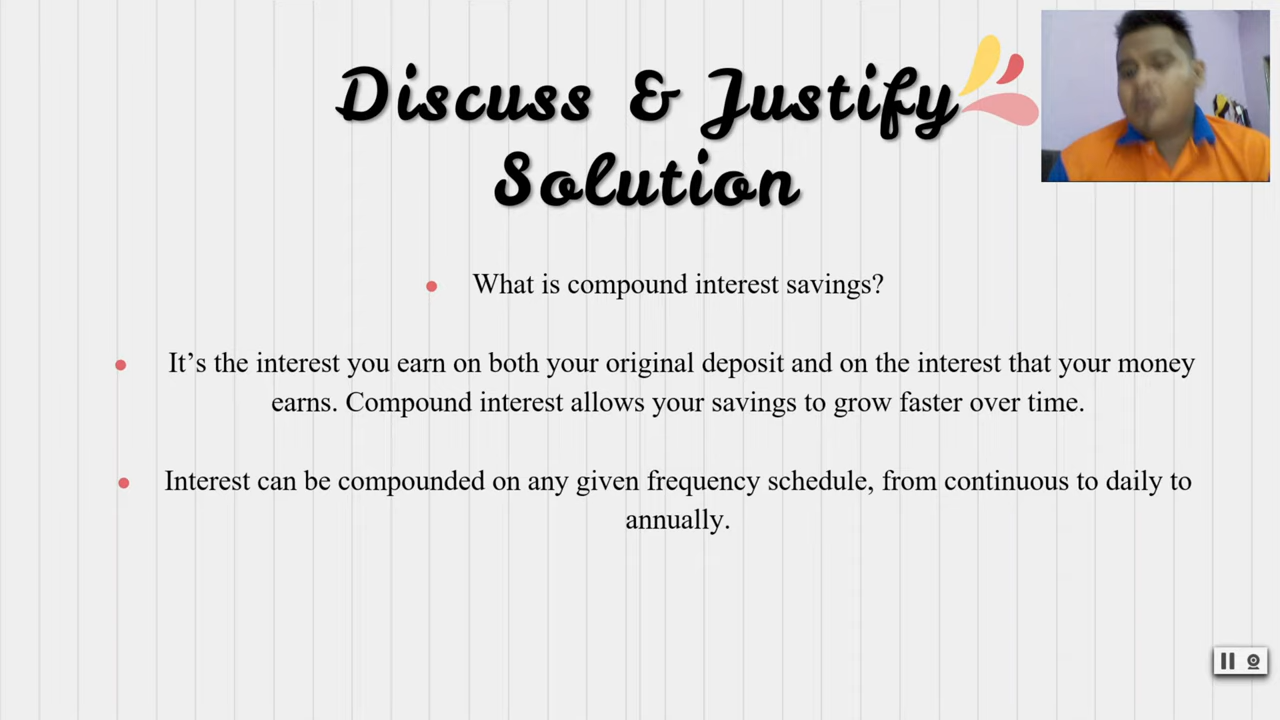 Discuss & Justify
Solution
What is compound interest savings?
It’s the interest you earn on both your original deposit and on the interest that your money
earns. Compound interest allows your savings to grow faster over time.
Interest can be compounded on any given frequency schedule, from continuous to daily to
annually.